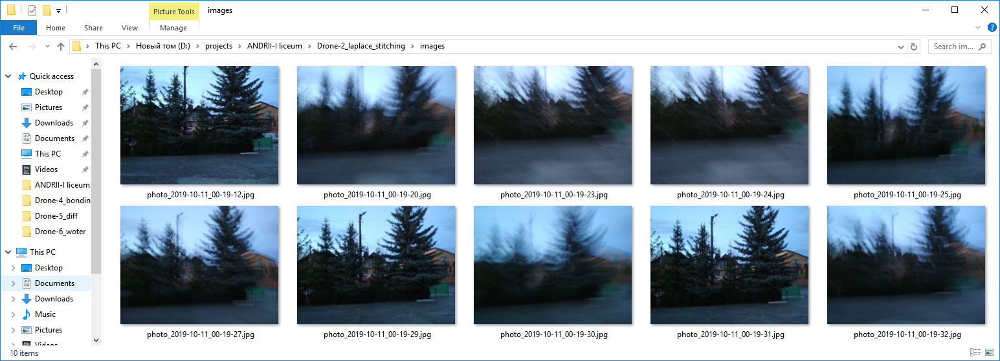 Picture Tools
images
File
Home
Share
View
Manage
This PC
Новый том (D:)
projects
ANDRII-I liceum
Drone-2_laplace_stitching
images
Search im...
Quick access
Desktop
Pictures
Downloads
Documents
This PC
Videos
ANDRII-I liceum
Drone-4_bondin
Drone-5_diff
Drone-6_woter
This PC
Desktop
Documents
Downloads
Music
Pictures
Videos
photo_2019-10-11_00-19-12.jpg
photo_2019-10-11_00-19-20.jpg
photo_2019-10-11_00-19-23.jpg
photo_2019-10-11_00-19-24.jpg
photo_2019-10-11_00-19-25.jpg
photo_2019-10-11_00-19-27.jpg
photo_2019-10-11_00-19-29.jpg
photo_2019-10-11_00-19-30.jpg
photo_2019-10-11_00-19-31.jpg
photo_2019-10-11_00-19-32.jpg
10 items